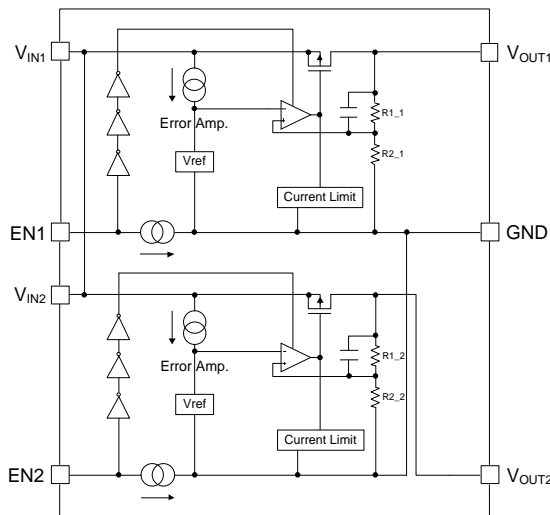 VIN1
VOUT1
Error Amp.
R1_1
R2_1
Vref
Current Limit
EN1
GND
VIN2
Error Amp.
R1_2
R2_2
Vref
Current Limit
EN2
VOUT2